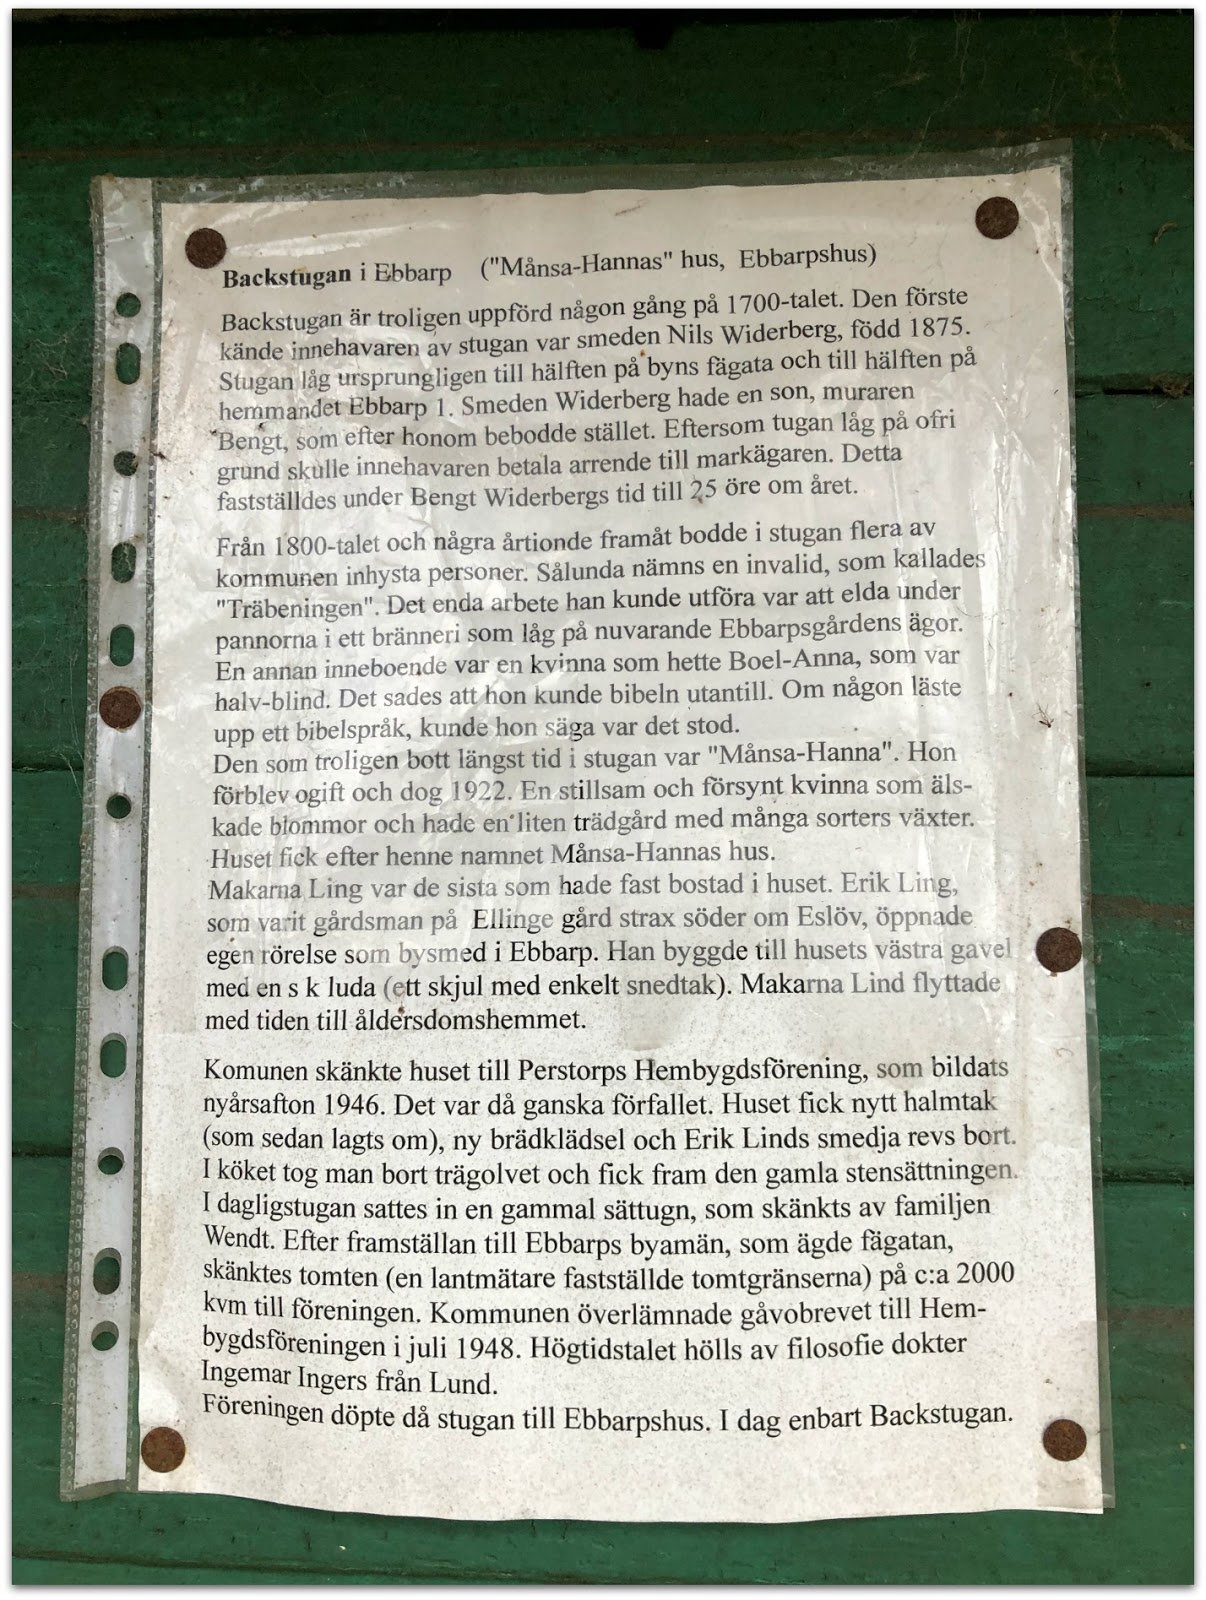 Backstugan i Ebbarp ("Månsa-Hannas" hus, Ebbarpshus)
Backstugan är troligen uppförd någon gång på 1700-talet. Den förste
kände innehavaren av stugan var smeden Nils Widerberg, född 1875.
Stugan låg ursprungligen till hälften på byns fägata och till hälften på
hemmandet Ebbarp 1. Smeden Widerberg hade en son, muraren
Bengt, som efter honom bebodde stället. Eftersom tugan låg på ofri
grund skulle innehavaren betala arrende till markägaren. Detta
fastställdes under Bengt Widerbergs tid till 25 öre om året.
Från 1800-talet och några årtionde framåt bodde i stugan flera av
kommunen inhysta personer. Sålunda nämns en invalid, som kallades
"Träbeningen". Det enda arbete han kunde utföra var att elda under
pannorna i ett bränneri som låg på nuvarande Ebbarpsgårdens ägor.
En annan inneboende var en kvinna som hette Boel-Anna, som var
halv-blind. Det sades att hon kunde bibeln utantill. Om någon läste
upp ett bibelspråk, kunde hon säga var det stod.
Den som troligen bott längst tid i stugan var "Månsa-Hanna". Hon
förblev ogift och dog 1922. En stillsam och försynt kvinna som äls-
kade blommor och hade en liten trädgård med många sorters växter.
Huset fick efter henne namnet Månsa-Hannas hus.
Makarna Ling var de sista som hade fast bostad i huset. Erik Ling,
som varit gårdsman på Ellinge gård strax söder om Eslöv, öppnade
egen rörelse som bysmed i Ebbarp. Han byggde till husets västra gavel
med en s k luda (ett skjul med enkelt snedtak). Makarna Lind flyttade
med tiden till åldersdomshemmet.
Komunen skänkte huset till Perstorps Hembygdsförening, som bildats
nyårsafton 1946. Det var då ganska förfallet. Huset fick nytt halmtak
(som sedan lagts om), ny brädklädsel och Erik Linds smedja revs bort.
I köket tog man bort trägolvet och fick fram den gamla stensättningen.
I dagligstugan sattes in en gammal sättugn, som skänkts av familjen
Wendt. Efter framställan till Ebbarps byamän, som ägde fägatan,
skänktes tomten (en lantmätare fastställde tomtgränserna) på c:a 2000
kvm till föreningen. Kommunen överlämnade gåvobrevet till Hem-
bygdsföreningen i juli 1948. Högtidstalet hölls av filosofie dokter
Ingemar Ingers från Lund.
Föreningen döpte då stugan till Ebbarpshus. I dag enbart Backstugan.